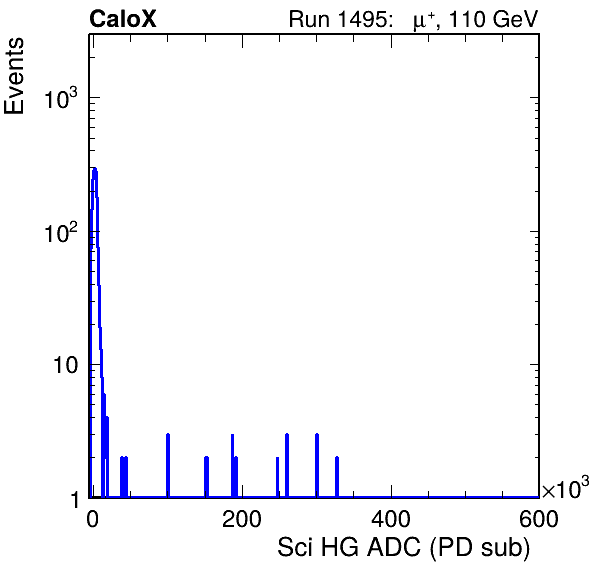 CaloX Run 1495: μ⁺, 110 GeV
Events
10³
10²
10
1
0 200 400 600
×10³
Sci HG ADC (PD sub)